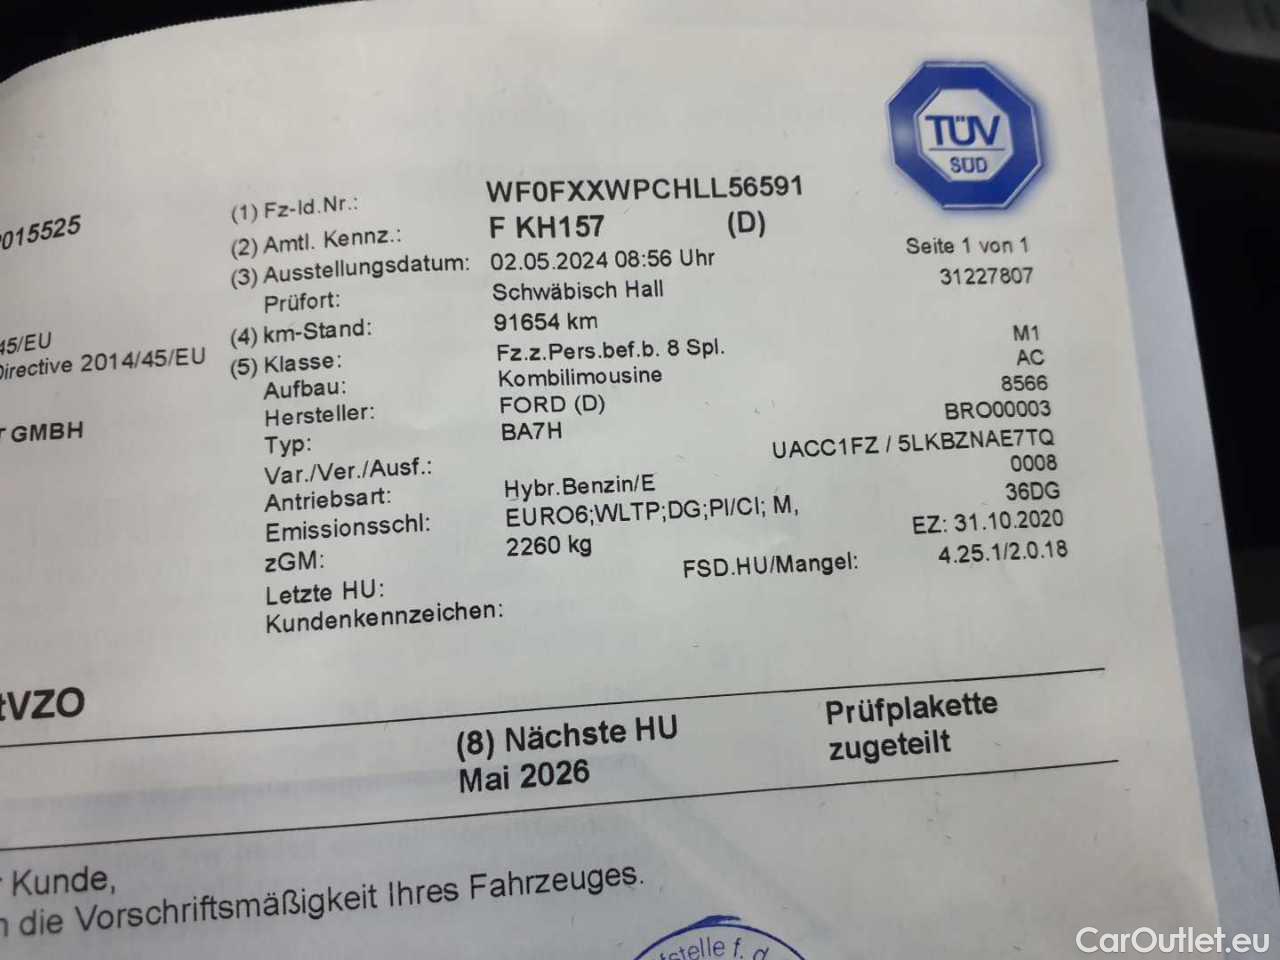 TÜV
SÜD
015525
(1) Fz-Id.Nr.: WF0FXXWPCHLL56591
(2) Amtl. Kennz.: F KH157 (D)
Seite 1 von 1
(3) Ausstellungsdatum: 02.05.2024 08:56 Uhr
31227807
Prüfort: Schwäbisch Hall
45/EU
(4) km-Stand: 91654 km
Directive 2014/45/EU
(5) Klasse: Fz.z.Pers.bef.b. 8 Spl. M1
Aufbau: Kombilimousine AC
Hersteller: FORD (D) 8566
GMBH
Typ: BA7H BRO00003
Var./Ver./Ausf.: UACC1FZ / 5LKBZNAE7TQ
Antriebsart: Hybr.Benzin/E 0008
Emissionsschl: EURO6;WLTP;DG;PI/CI; M, 36DG
zGM: 2260 kg EZ: 31.10.2020
Letzte HU: FSD.HU/Mangel: 4.25.1/2.0.18
Kundenkennzeichen:
tVZO
(8) Nächste HU
Mai 2026
Prüfplakette
zugeteilt
r Kunde,
n die Vorschriftsmäßigkeit Ihres Fahrzeuges.
fstelle f. d.
CarOutlet.eu